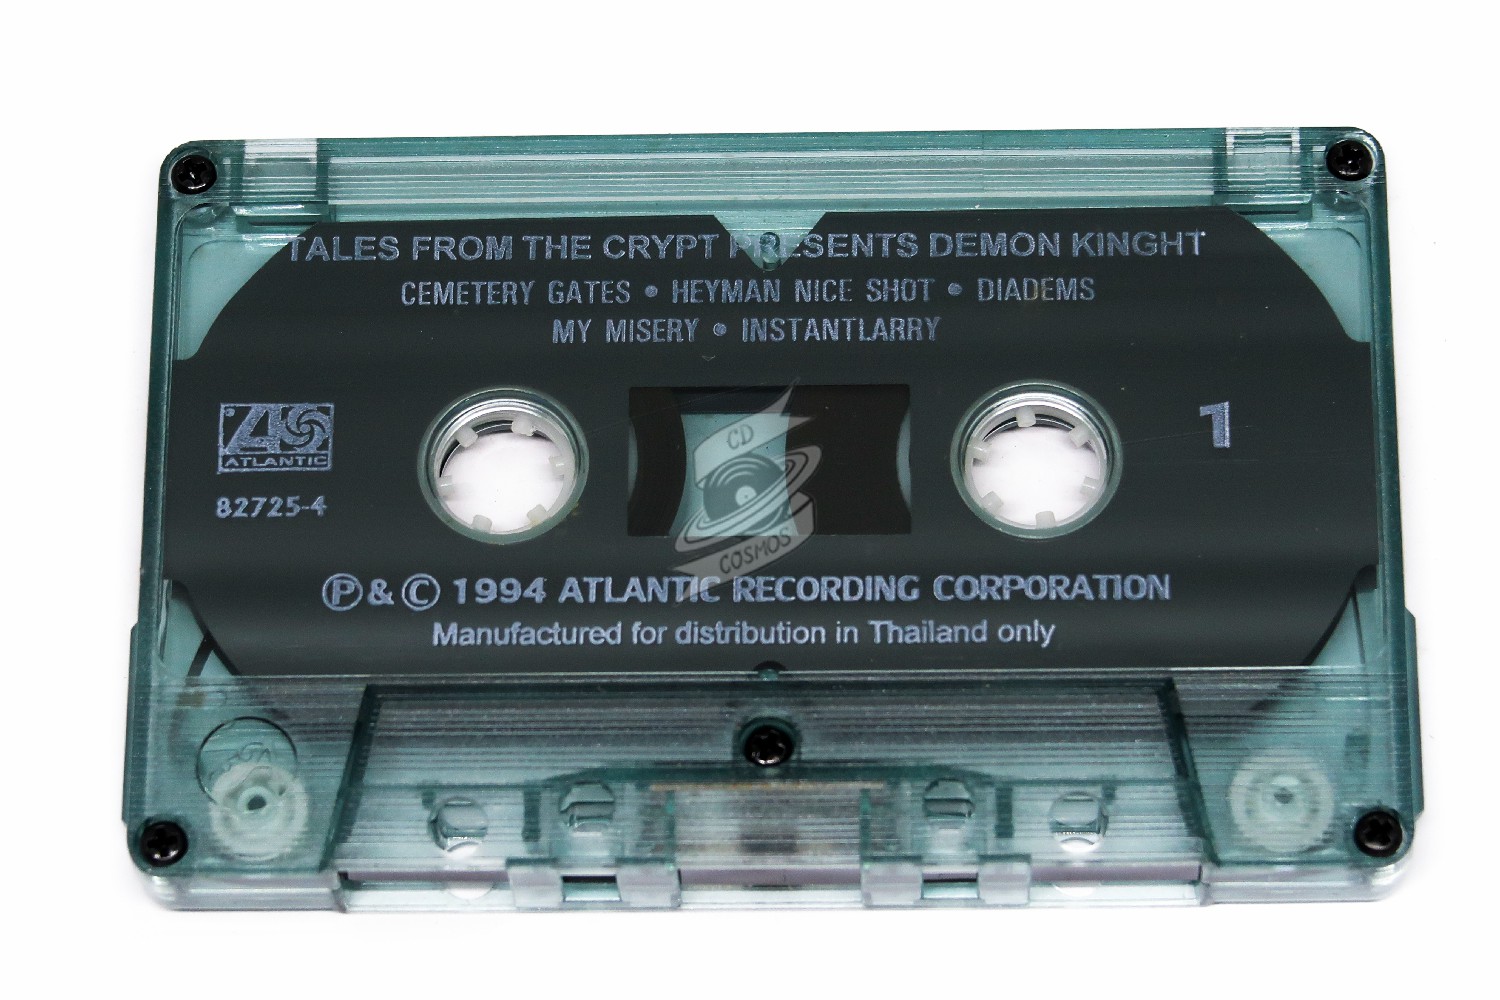 TALES FROM THE CRYPT PRESENTS DEMON KINGHT
CEMETERY GATES • HEYMAN NICE SHOT • DIADEMS
MY MISERY • INSTANTLARRY
ATLANTIC
82725-4
1
CD
COSMOS
Ⓟ & © 1994 ATLANTIC RECORDING CORPORATION
Manufactured for distribution in Thailand only